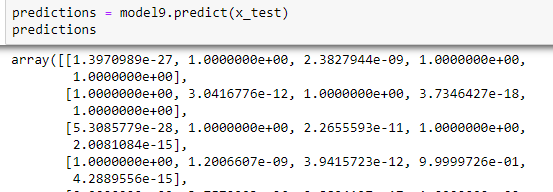 predictions = model9.predict(x_test)
predictions
array([[1.3970989e-27, 1.0000000e+00, 2.3827944e-09, 1.0000000e+00,
1.0000000e+00],
[1.0000000e+00, 3.0416776e-12, 1.0000000e+00, 3.7346427e-18,
1.0000000e+00],
[5.3085779e-28, 1.0000000e+00, 2.2655593e-11, 1.0000000e+00,
2.0081084e-15],
[1.0000000e+00, 1.2006607e-09, 3.9415723e-12, 9.9999726e-01,
4.2889556e-15],